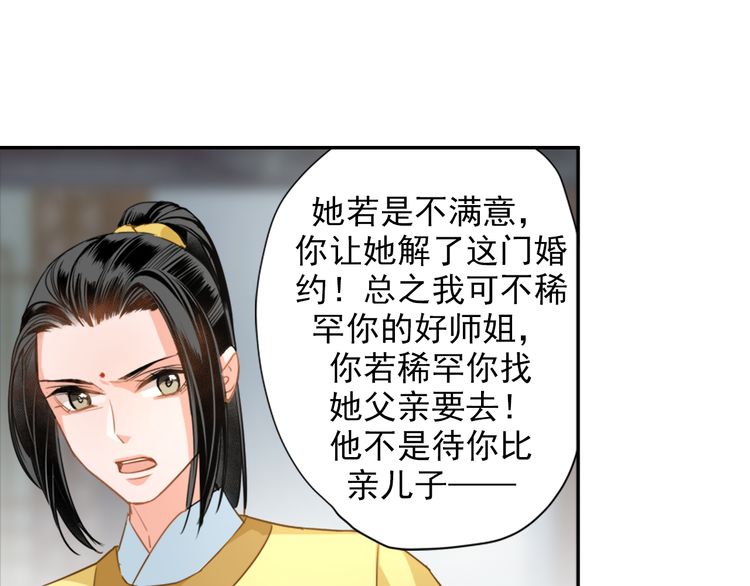 她若是不满意，
你让她解了这门婚
约！总之我可不稀
罕你的好师姐，
你若稀罕你找
她父亲要去！
他不是待你比
亲儿子——